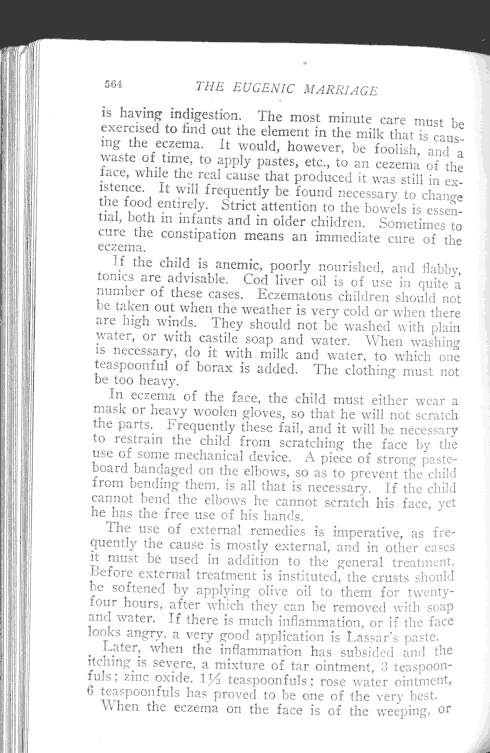 564 THE EUGENIC MARRIAGE
is having indigestion. The most minute care must be
exercised to find out the element in the milk that is caus-
ing the eczema. It would, however, be foolish, and a
waste of time, to apply pastes, etc., to an cezema of the
face, while the real cause that produced it was still in ex-
istence. It will frequently be found necessary to change
the food entirely. Strict attention to the bowels is essen-
tial, both in infants and in older children. Sometimes to
cure the constipation means an immediate cure of the
eczema.
If the child is anemic, poorly nourished, and flabby,
tonics are advisable. Cod liver oil is of use in quite a
number of these cases. Eczematous children should not
be taken out when the weather is very cold or when there
are high winds. They should not be washed with plain
water, or with castile soap and water. When washing
is necessary, do it with milk and water, to which one
teaspoonful of borax is added. The clothing must not
be too heavy.
In eczema of the face, the child must either wear a
mask or heavy woolen gloves, so that he will not scratch
the parts. Frequently these fail, and it will be necessary
to restrain the child from scratching the face by the
use of some mechanical device. A piece of strong paste-
board bandaged on the elbows, so as to prevent the child
from bending them, is all that is necessary. If the child
cannot bend the elbows he cannot scratch his face, yet
he has the free use of his hands.
The use of external remedies is imperative, as fre-
quently the cause is mostly external, and in other cases
it must be used in addition to the general treatment.
Before external treatment is instituted, the crusts should
be softened by applying olive oil to them for twenty-
four hours, after which they can be removed with soap
and water. If there is much inflammation, or if the face
looks angry, a very good application is Lassar's paste.
Later, when the inflammation has subsided and the
itching is severe, a mixture of tar ointment, 3 teaspoon-
fuls; zinc oxide, 1½ teaspoonfuls; rose water ointment,
6 teaspoonfuls has proved to be one of the very best.
When the eczema on the face is of the weeping, or